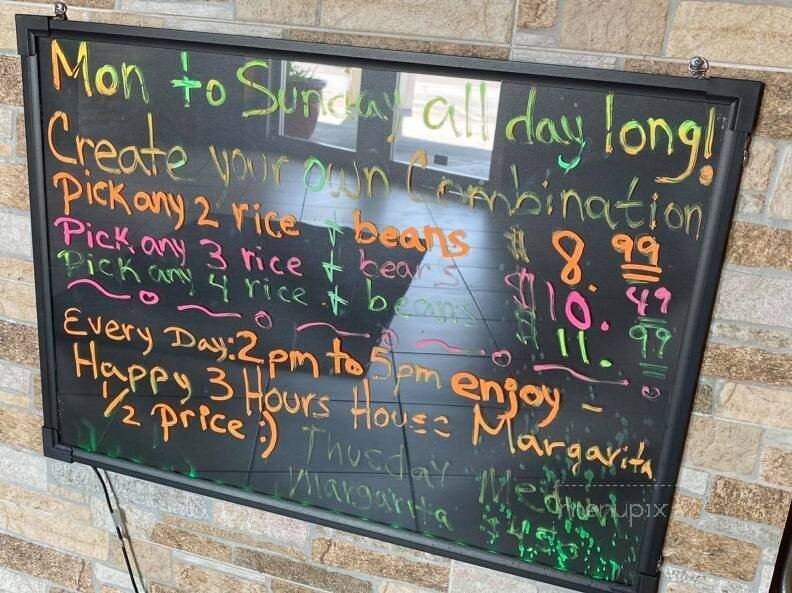 Mon to Sunday all day long!
Create your own Combination
Pick any 2 rice + beans $ 8.99
Pick any 3 rice + beans $10.49
Pick any 4 rice + beans $ 11.99
Every Day: 2pm to 5pm enjoy -
Happy 3 Hours House Margarita
1/2 Price :)
Thusday Medium
Margarita
menupix